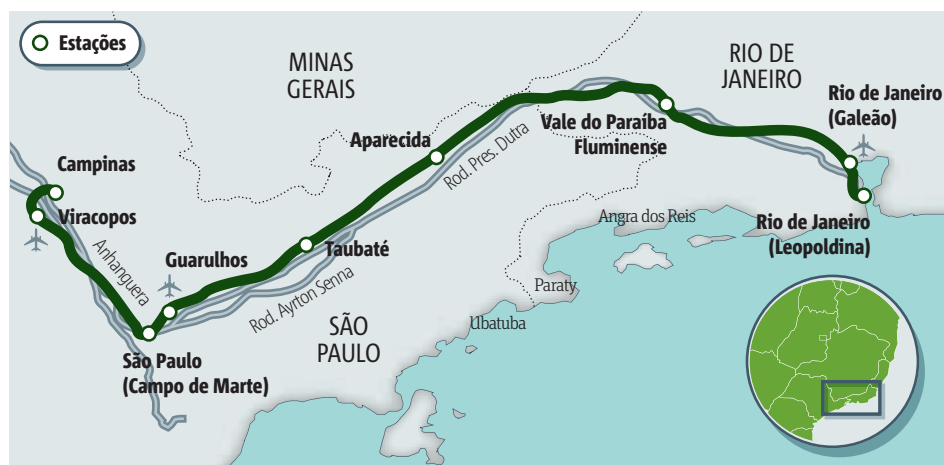 Estações
MINAS
GERAIS
RIO DE
JANEIRO
Rio de Janeiro
(Galeão)
Aparecida
Rod. Pres. Dutra
Vale do Paraíba
Fluminense
Campinas
Viracopos
Anhanguera
Guarulhos
Taubaté
Rod. Ayrton Senna
Angra dos Reis
Rio de Janeiro
(Leopoldina)
Paraty
Ubatuba
SÃO
PAULO
São Paulo
(Campo de Marte)